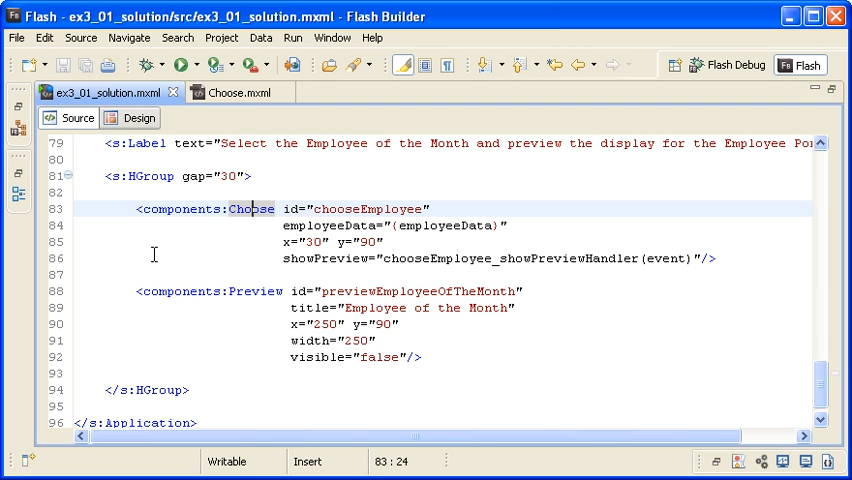 Flash - ex3_01_solution/src/ex3_01_solution.mxml - Flash Builder
File Edit Source Navigate Search Project Data Run Window Help
Flash Debug Flash
ex3_01_solution.mxml Choose.mxml
Source Design
79 <s:Label text="Select the Employee of the Month and preview the display for the Employee Por
80
81 <s:HGroup gap="30">
82
83 <components:Choose id="chooseEmployee"
84 employeeData="{employeeData}"
85 x="30" y="90"
86 showPreview="chooseEmployee_showPreviewHandler(event)"/>
87
88 <components:Preview id="previewEmployeeOfTheMonth"
89 title="Employee of the Month"
90 x="250" y="90"
91 width="250"
92 visible="false"/>
93
94 </s:HGroup>
95
96 </s:Application>
Writable Insert 83 : 24